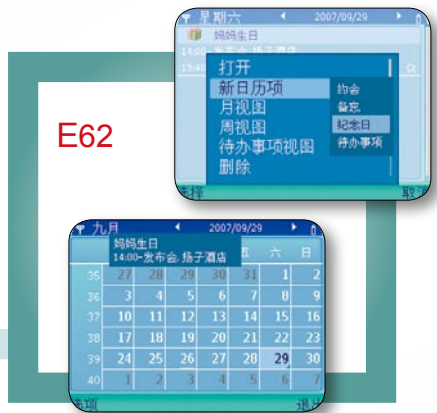 星期六 2007/09/29
妈妈生日
14:00-发布会,扬子酒店
15:40
打开
新日历项
月视图
周视图
待办事项视图
删除
约会
备忘
纪念日
待办事项
选择 取消
E62
九月 2007/09/29
妈妈生日
14:00-发布会,扬子酒店
五 六 日
35 27 28 29 30 31 1 2
36 3 4 5 6 7 8 9
37 10 11 12 13 14 15 16
38 17 18 19 20 21 22 23
39 24 25 26 27 28 29 30
40 1 2 3 4 5 6 7
选项 退出